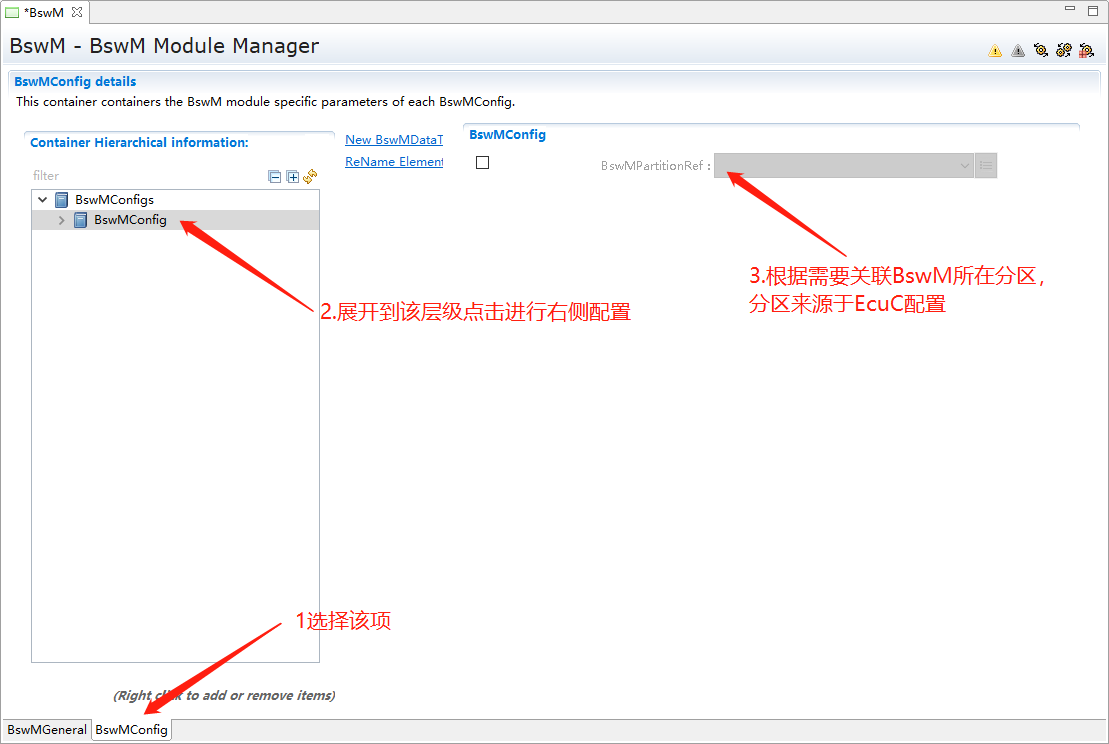 *BswM
BswM - BswM Module Manager
BswMConfig details
This container containers the BswM module specific parameters of each BswMConfig.
Container Hierarchical information:
New BswMDataT
ReName Element
BswMConfig
BswMPartitionRef :
filter
BswMConfigs
BswMConfig
3.根据需要关联BswM所在分区，
分区来源于EcuC配置
2.展开到该层级点击进行右侧配置
1选择该项
(Right click to add or remove items)
BswMGeneral
BswMConfig